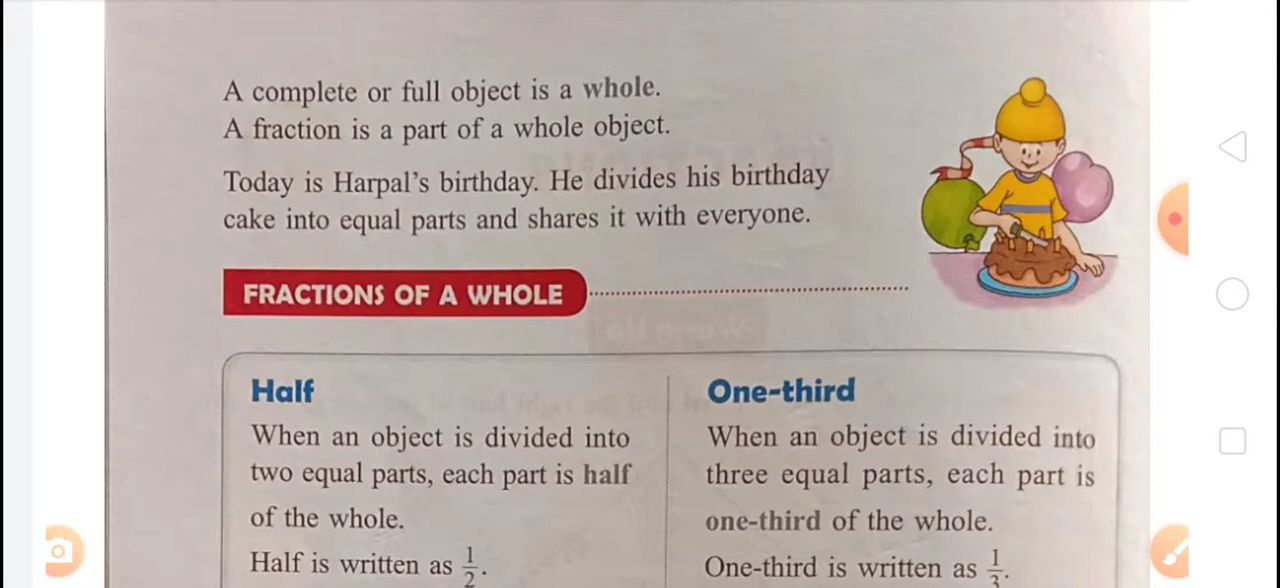 A complete or full object is a whole.
A fraction is a part of a whole object.
Today is Harpal's birthday. He divides his birthday
cake into equal parts and shares it with everyone.
FRACTIONS OF A WHOLE
Half
When an object is divided into
two equal parts, each part is half
of the whole.
Half is written as 1/2.
One-third
When an object is divided into
three equal parts, each part is
one-third of the whole.
One-third is written as 1/3.